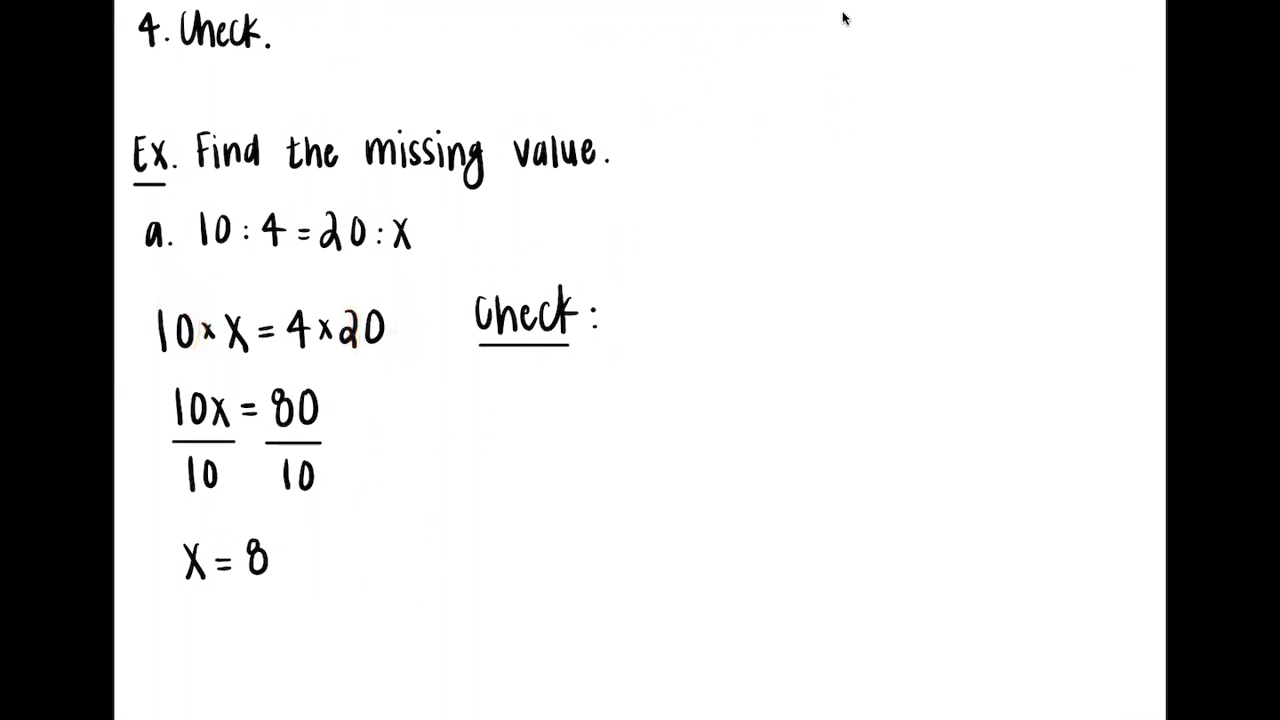 4. Check.
Ex. Find the missing value.
a. 10 : 4 = 20 : x
10 × x = 4 × 20
Check :
10x = 80
10 10
x = 8